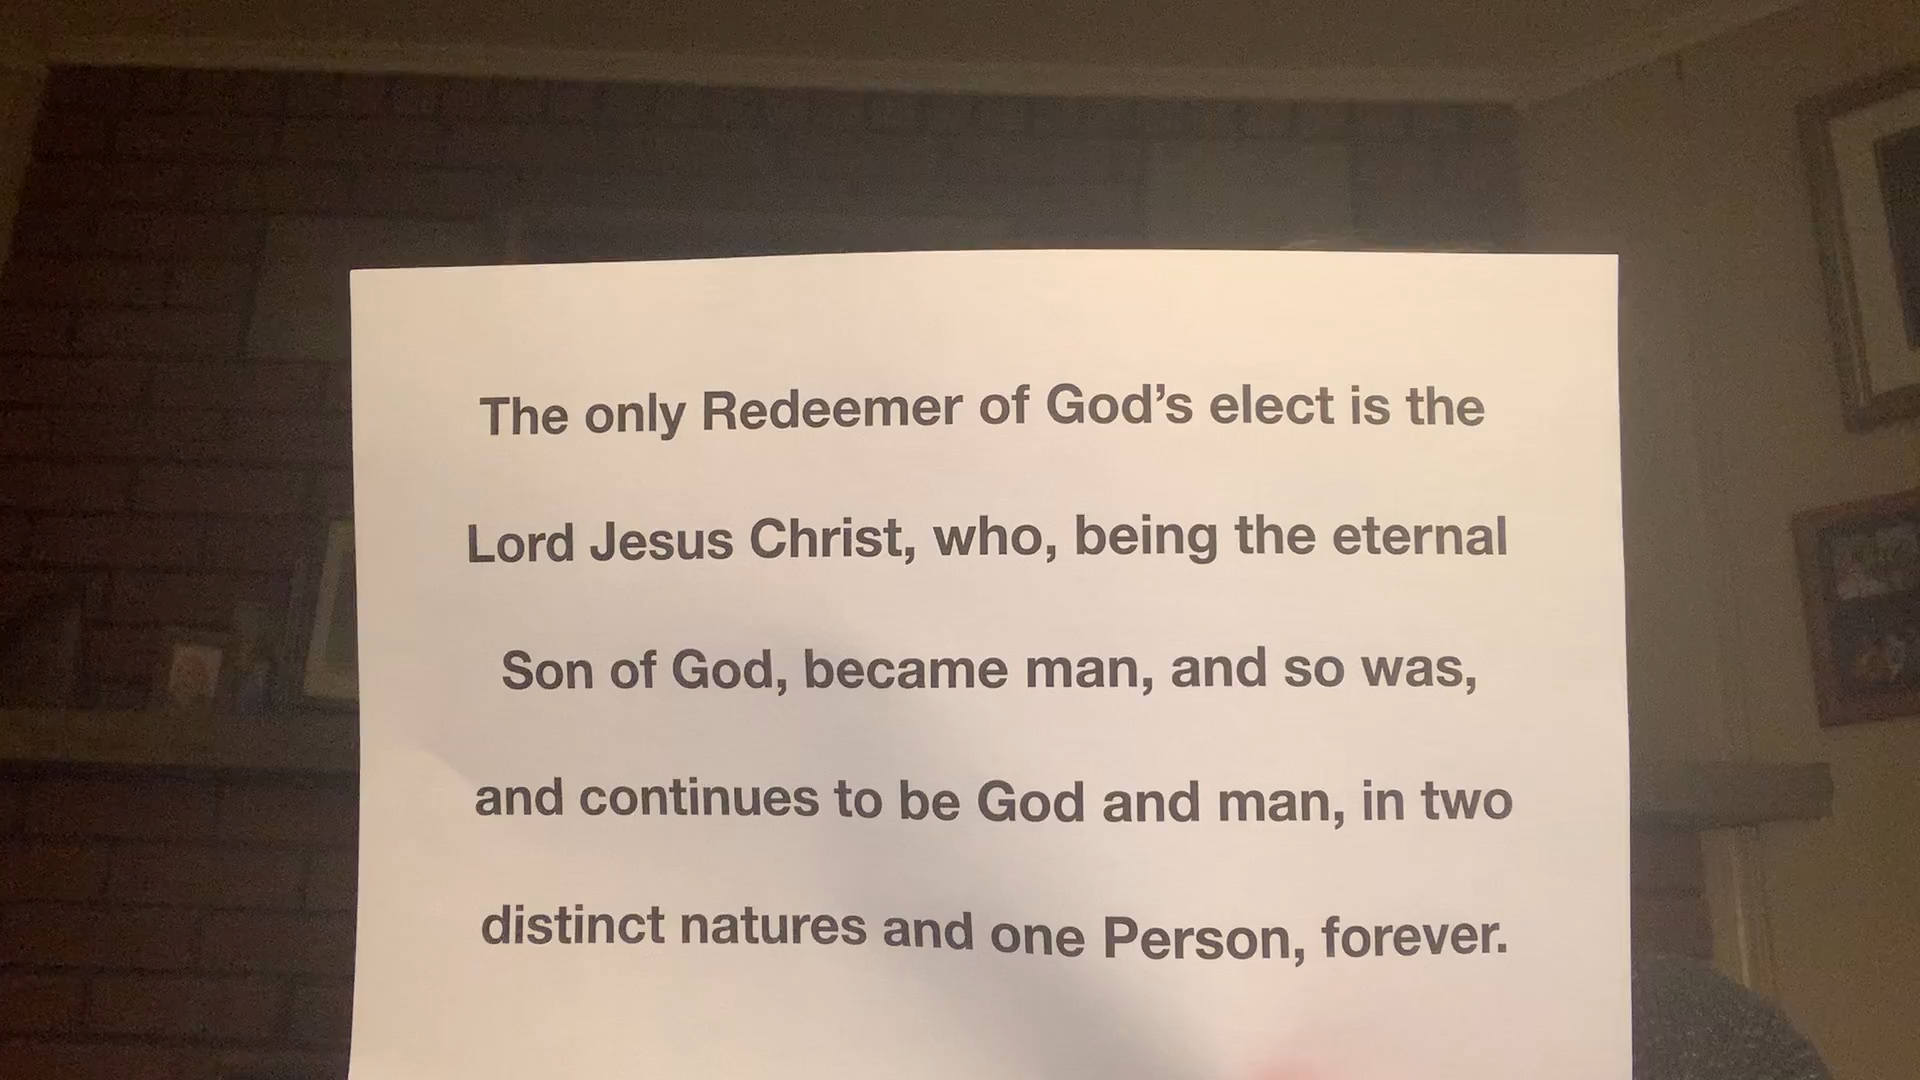 The only Redeemer of God’s elect is the
Lord Jesus Christ, who, being the eternal
Son of God, became man, and so was,
and continues to be God and man, in two
distinct natures and one Person, forever.